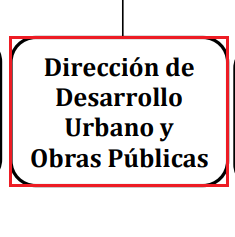 Dirección de
Desarrollo
Urbano y
Obras Públicas